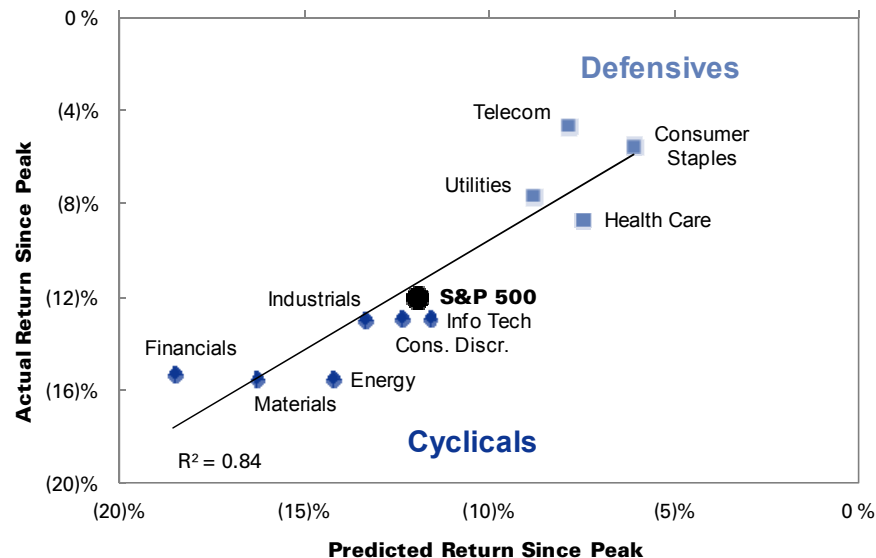 0 %
Defensives
(4)%
Telecom
Consumer
Staples
Utilities
(8)%
Health Care
Actual Return Since Peak
(12)%
Industrials
S&P 500
Info Tech
Cons. Discr.
Financials
(16)%
Energy
Materials
Cyclicals
R² = 0.84
(20)%
(20)%
(15)%
(10)%
(5)%
0 %
Predicted Return Since Peak